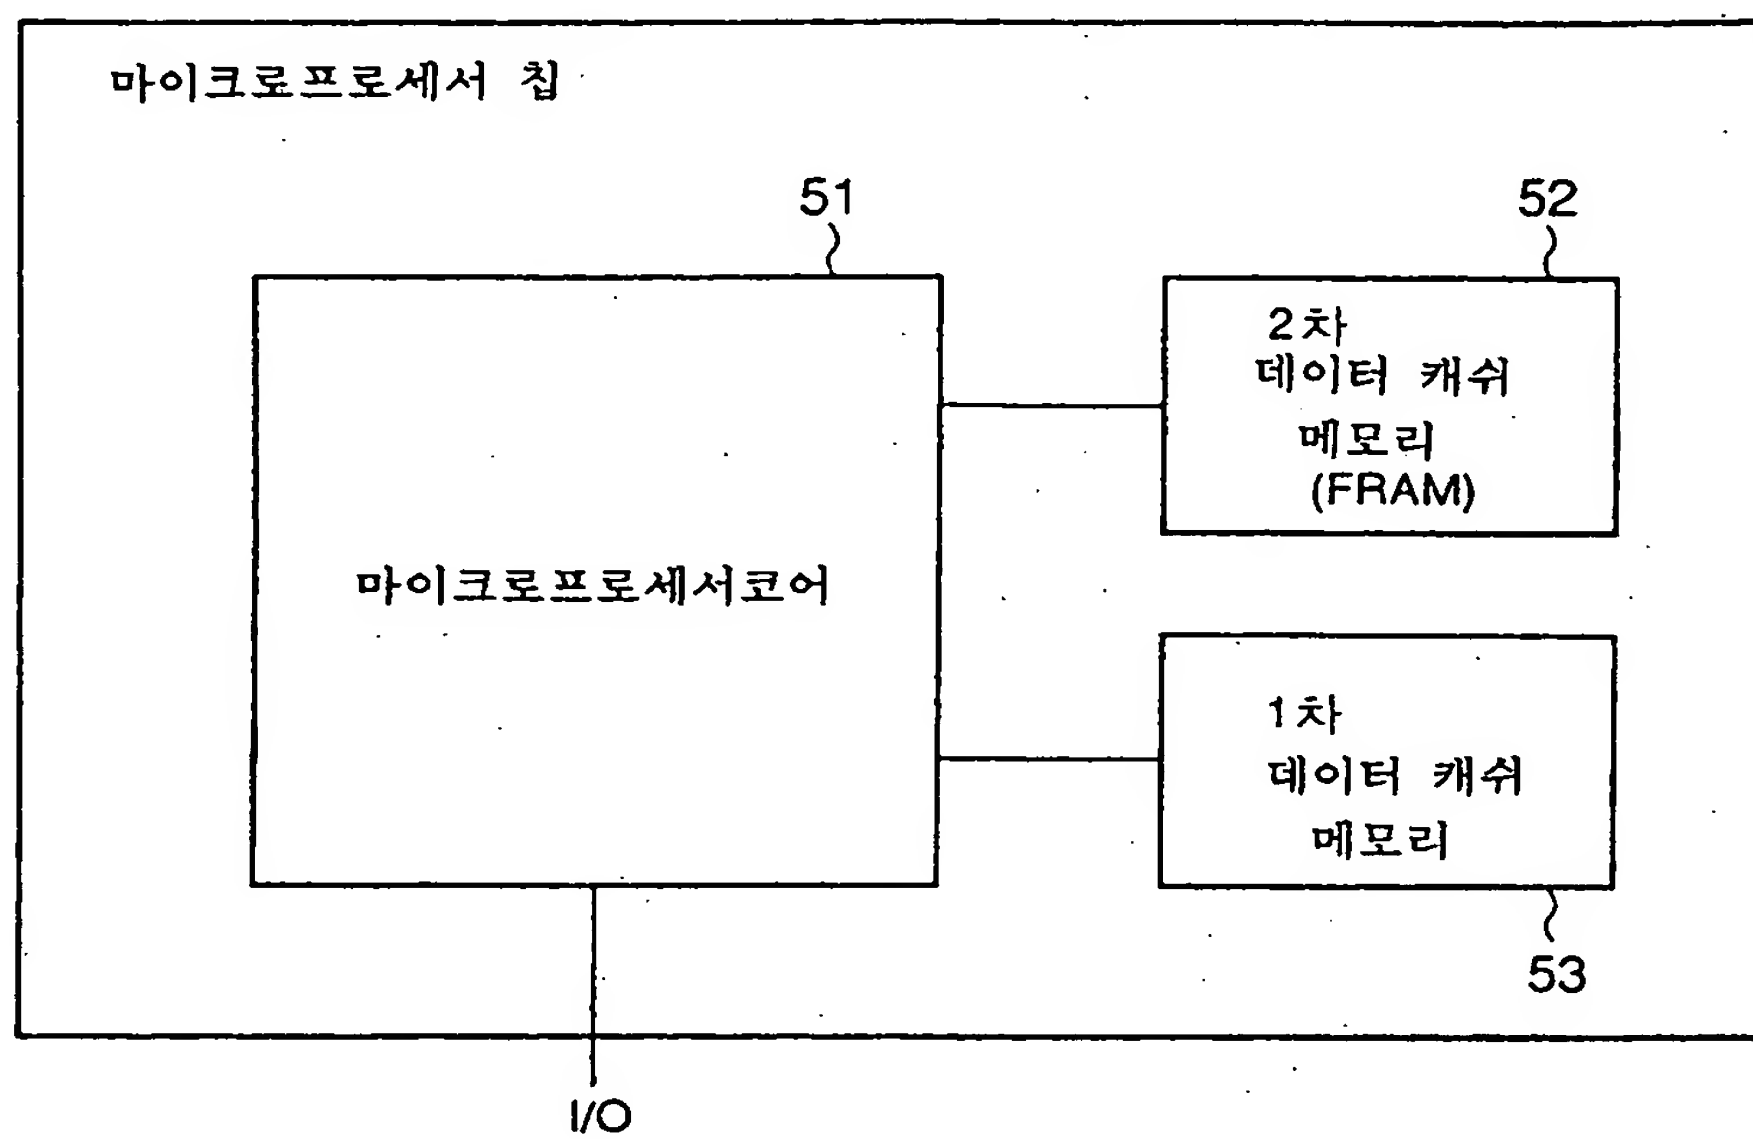 마이크로프로세서 칩
51
52
2차
데이터 캐쉬
메모리
(FRAM)
마이크로프로세서코어
1차
데이터 캐쉬
메모리
53
I/O